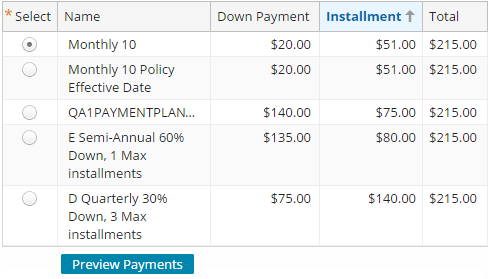 * Select Name Down Payment Installment ↑ Total
Monthly 10 $20.00 $51.00 $215.00
Monthly 10 Policy $20.00 $51.00 $215.00
Effective Date
QA1PAYMENTPLAN... $140.00 $75.00 $215.00
E Semi-Annual 60% $135.00 $80.00 $215.00
Down, 1 Max
installments
D Quarterly 30% $75.00 $140.00 $215.00
Down, 3 Max
installments
Preview Payments